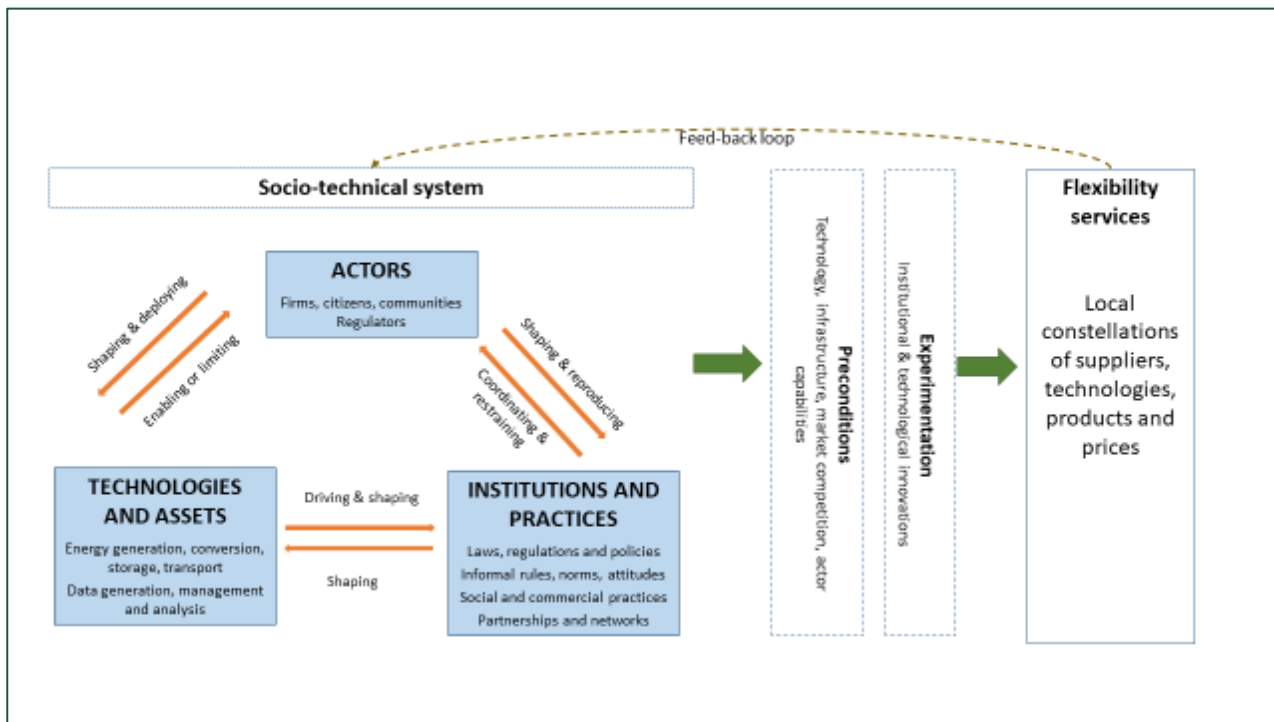 Feed-back loop
Socio-technical system
ACTORS
Firms, citizens, communities
Regulators
Shaping & deploying
Enabling or limiting
Shaping & reproducing
Coordinating &
restraining
TECHNOLOGIES
AND ASSETS
Energy generation, conversion,
storage, transport
Data generation, management
and analysis
Driving & shaping
Shaping
INSTITUTIONS AND
PRACTICES
Laws, regulations and policies
Informal rules, norms, attitudes
Social and commercial practices
Partnerships and networks
Preconditions
Technology, infrastructure, market competition, actor
capabilities
Experimentation
Institutional & technological innovations
Flexibility
services
Local
constellations
of suppliers,
technologies,
products and
prices